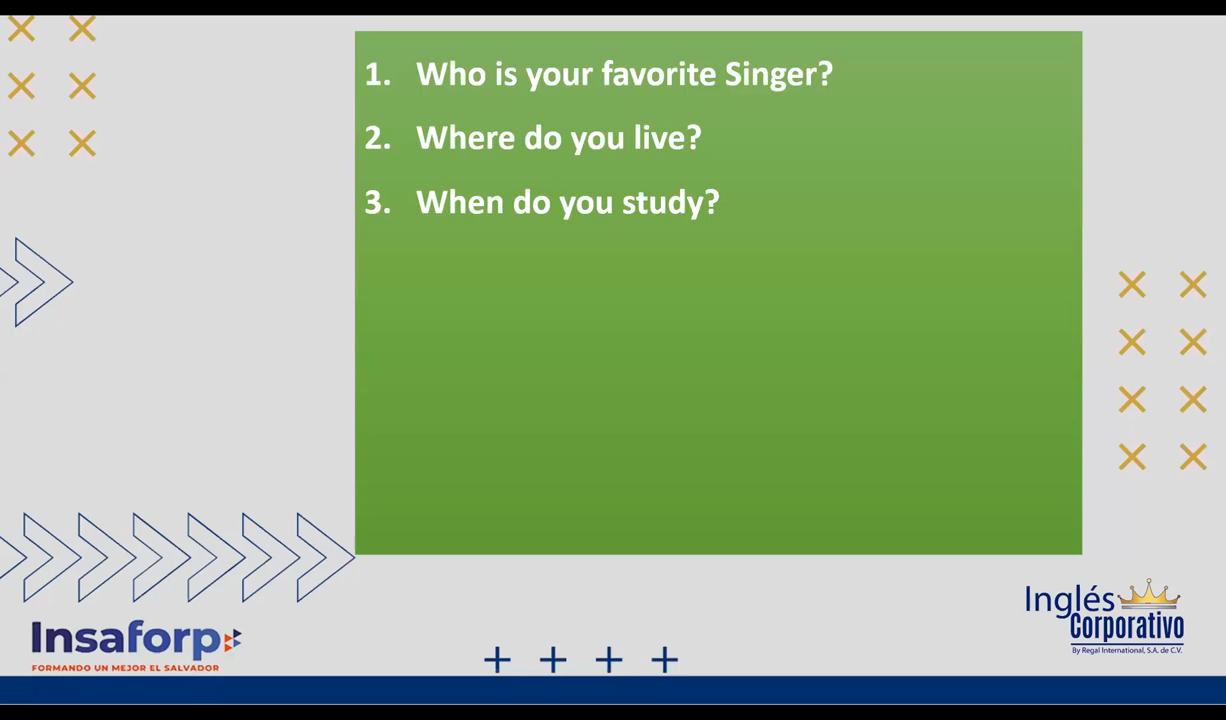 1. Who is your favorite Singer?
2. Where do you live?
3. When do you study?
Insaforp
FORMANDO UN MEJOR EL SALVADOR
Inglés
Corporativo
By Regal International, S.A. de C.V.